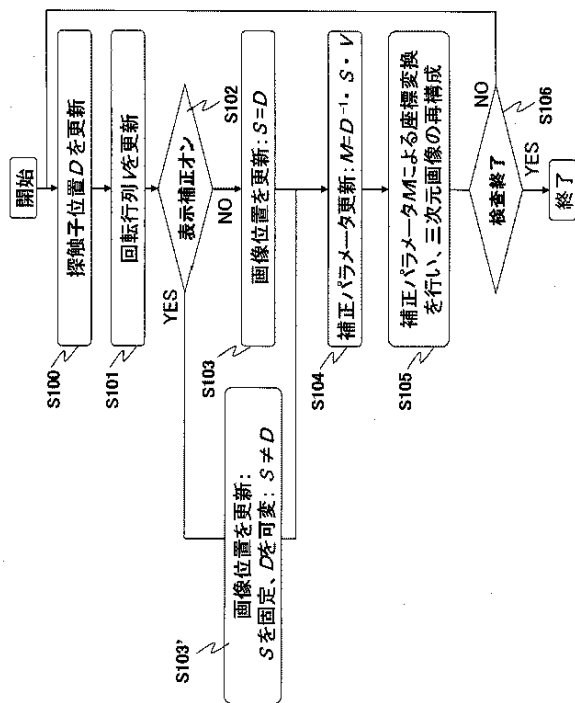 開始
探触子位置Dを更新
S100
回転行列Vを更新
S101
表示補正オン
S102
YES
NO
画像位置を更新: S=D
S103
画像位置を更新:
Sを固定、Dを可変: S≠D
S103'
補正パラメータ更新: M=D⁻¹・S・V
S104
補正パラメータMによる座標変換
を行い、三次元画像の再構成
S105
検査終了
NO
S106
YES
終了